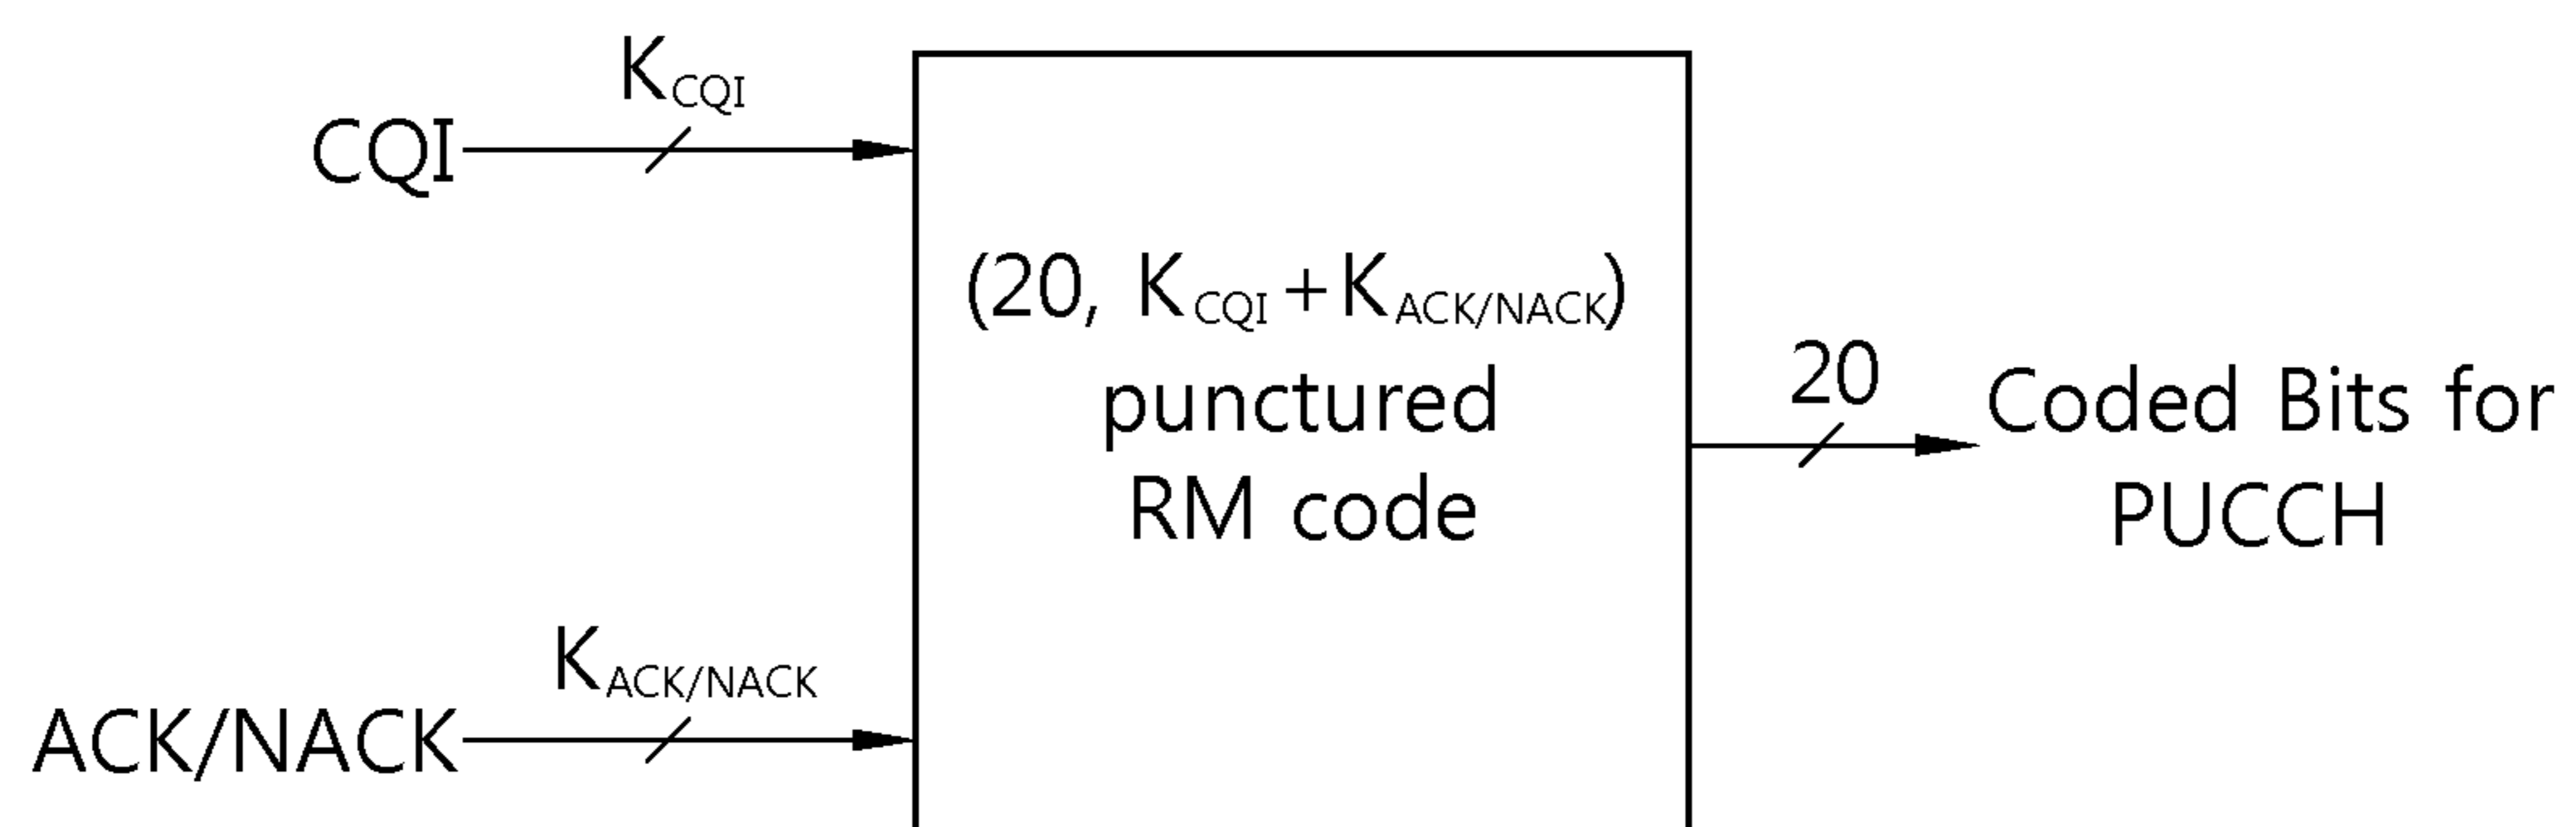 K_CQI
CQI
(20, K_CQI+K_ACK/NACK)
punctured
RM code
20
Coded Bits for
PUCCH
K_ACK/NACK
ACK/NACK